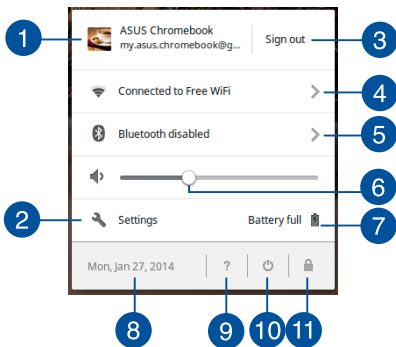 1
ASUS Chromebook
my.asus.chromebook@g...
Sign out
3
Connected to Free WiFi
4
Bluetooth disabled
5
6
2
Settings
Battery full
7
Mon, Jan 27, 2014
?
8
9
10
11